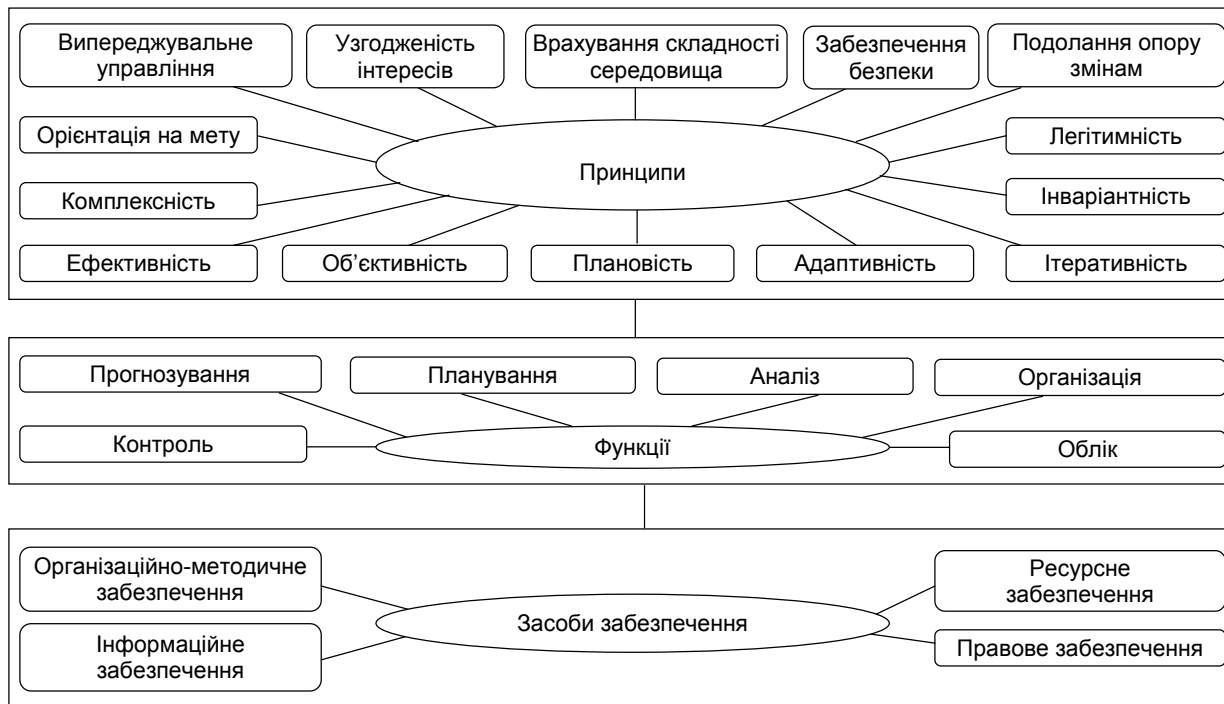 Випереджувальне
управління
Узгодженість
інтересів
Врахування складності
середовища
Забезпечення
безпеки
Подолання опору
змінам
Орієнтація на мету
Легітимність
Принципи
Комплексність
Інваріантність
Ефективність
Об’єктивність
Плановість
Адаптивність
Ітеративність
Прогнозування
Планування
Аналіз
Організація
Контроль
Функції
Облік
Організаційно-методичне
забезпечення
Ресурсне
забезпечення
Засоби забезпечення
Інформаційне
забезпечення
Правове забезпечення